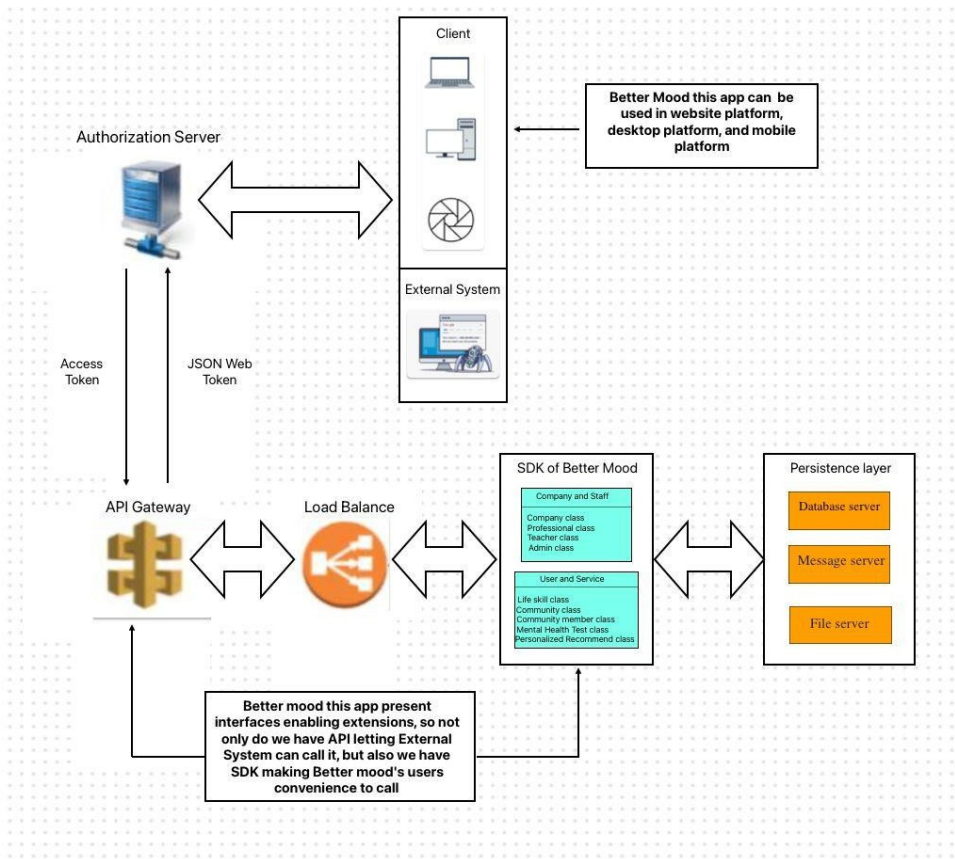 Client
Better Mood this app can be
used in website platform,
desktop platform, and mobile
platform
Authorization Server
External System
Access
Token
JSON Web
Token
API Gateway
Load Balance
SDK of Better Mood
Company and Staff
Company class
Professional class
Teacher class
Admin class
User and Service
Life skill class
Community class
Community member class
Mental Health Test class
Personalized Recommend class
Persistence layer
Database server
Message server
File server
Better mood this app present
interfaces enabling extensions, so not
only do we have API letting External
System can call it, but also we have
SDK making Better mood's users
convenience to call